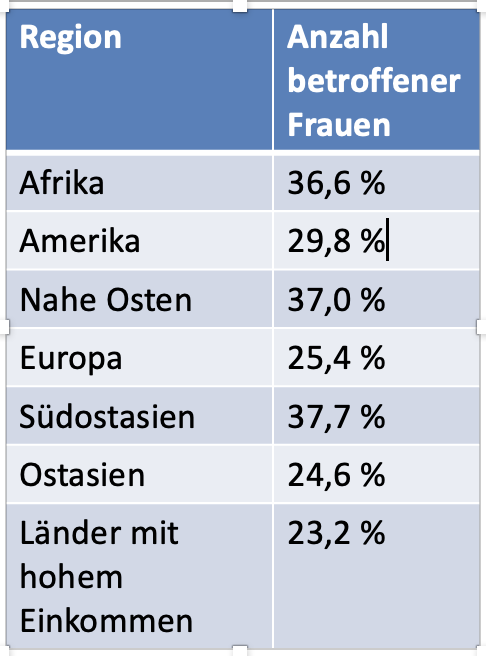 Region
Anzahl
betroffener
Frauen
Afrika
36,6 %
Amerika
29,8 %
Nahe Osten
37,0 %
Europa
25,4 %
Südostasien
37,7 %
Ostasien
24,6 %
Länder mit
hohem
Einkommen
23,2 %